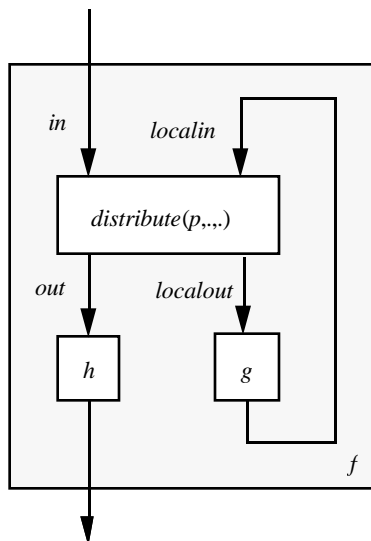 in
localin
distribute(p,.,.)
out
localout
h
g
f